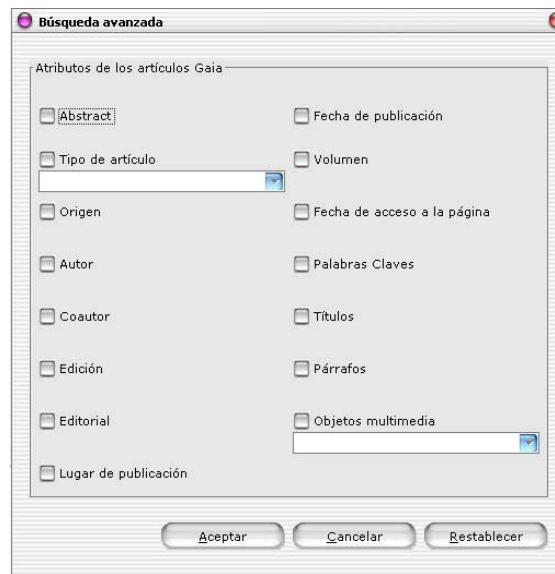 Búsqueda avanzada
Atributos de los artículos Gaia
Abstract
Fecha de publicación
Tipo de artículo
Volumen
Origen
Fecha de acceso a la página
Autor
Palabras Claves
Coautor
Títulos
Edición
Párrafos
Editorial
Objetos multimedia
Lugar de publicación
Aceptar
Cancelar
Restablecer